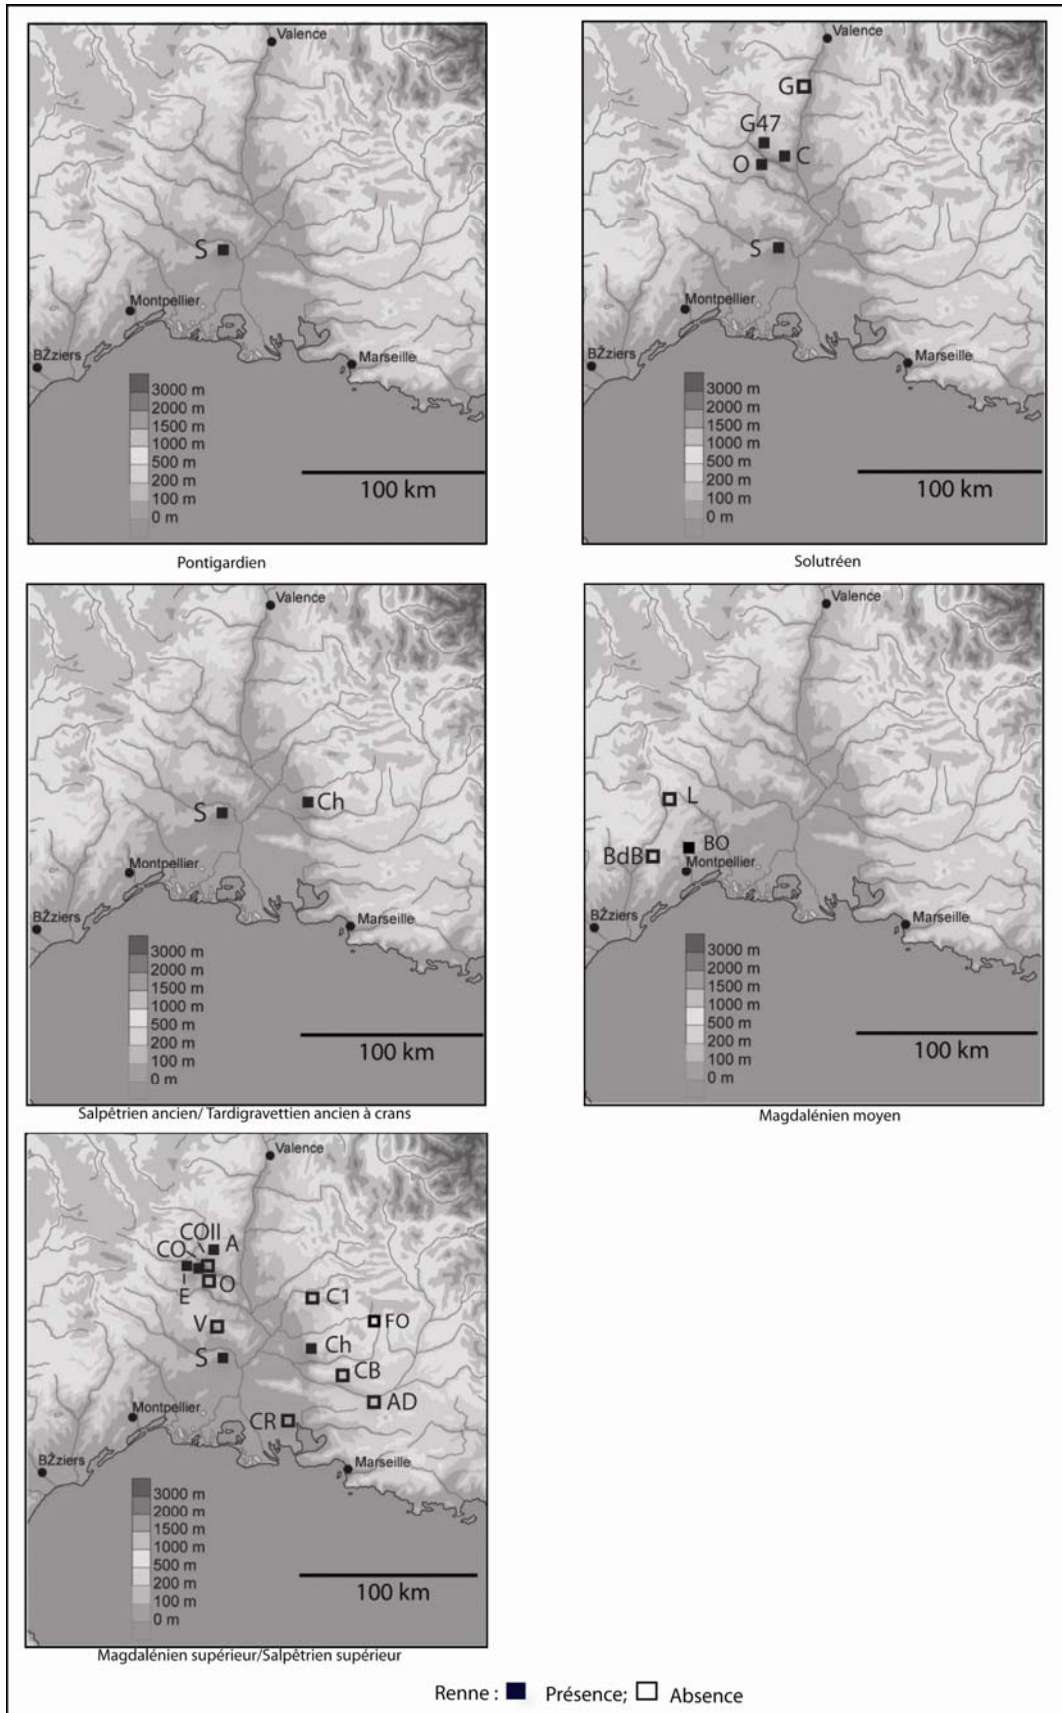 Valence
S
Montpellier
BŽziers
Marseille
3000 m
2000 m
1500 m
1000 m
500 m
200 m
100 m
0 m
100 km
Pontigardien
Valence
G
G47
O
C
S
Montpellier
BŽziers
Marseille
3000 m
2000 m
1500 m
1000 m
500 m
200 m
100 m
0 m
100 km
Solutréen
Valence
Ch
S
Montpellier
BŽziers
Marseille
3000 m
2000 m
1500 m
1000 m
500 m
200 m
100 m
0 m
100 km
Salpêtrien ancien/ Tardigravettien ancien à crans
Valence
L
BO
BdB
Montpellier
BŽziers
Marseille
3000 m
2000 m
1500 m
1000 m
500 m
200 m
100 m
0 m
100 km
Magdalénien moyen
Valence
COII
CO
A
E
O
C1
V
FO
Ch
S
CB
AD
Montpellier
CR
BŽziers
Marseille
3000 m
2000 m
1500 m
1000 m
500 m
200 m
100 m
0 m
100 km
Magdalénien supérieur/Salpêtrien supérieur
Renne : Présence; Absence